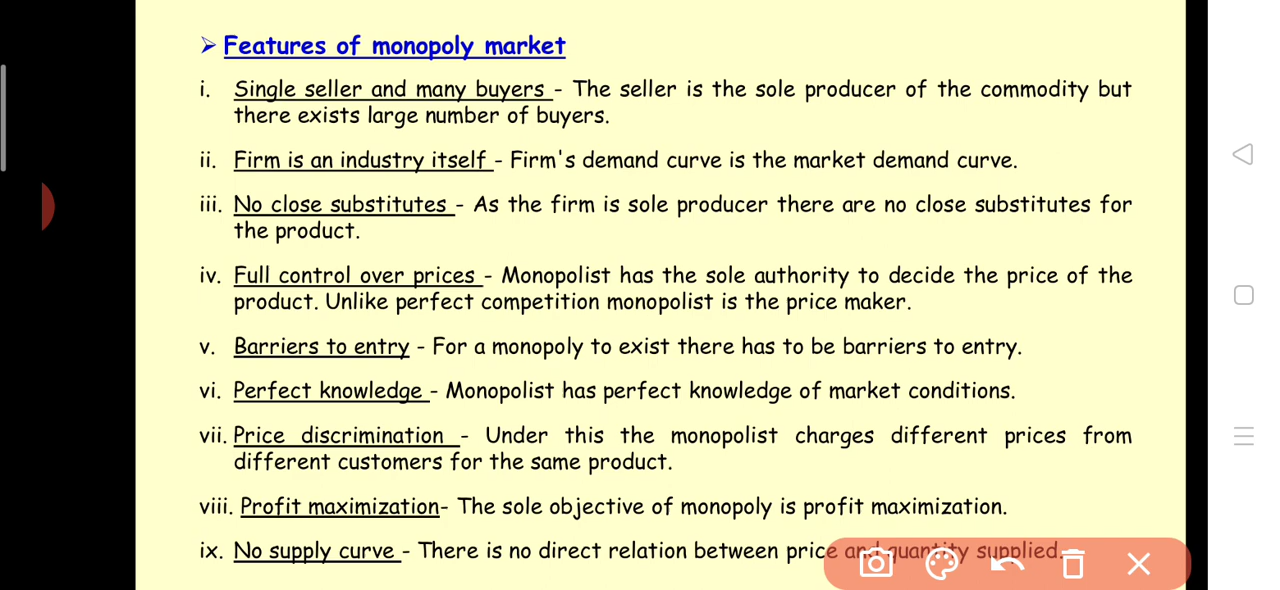 ➢ Features of monopoly market
i. Single seller and many buyers - The seller is the sole producer of the commodity but
there exists large number of buyers.
ii. Firm is an industry itself - Firm's demand curve is the market demand curve.
iii. No close substitutes - As the firm is sole producer there are no close substitutes for
the product.
iv. Full control over prices - Monopolist has the sole authority to decide the price of the
product. Unlike perfect competition monopolist is the price maker.
v. Barriers to entry - For a monopoly to exist there has to be barriers to entry.
vi. Perfect knowledge - Monopolist has perfect knowledge of market conditions.
vii. Price discrimination - Under this the monopolist charges different prices from
different customers for the same product.
viii. Profit maximization- The sole objective of monopoly is profit maximization.
ix. No supply curve - There is no direct relation between price and quantity supplied.